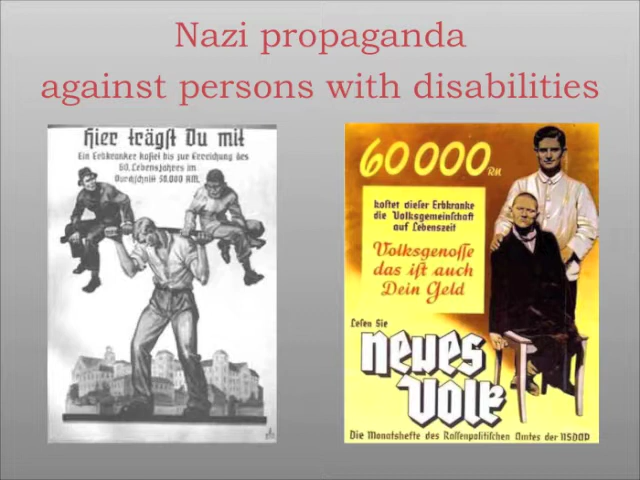 Nazi propaganda
against persons with disabilities
Hier trägst Du mit
Ein Erbkranker kostet bis zur Erreichung des
60. Lebensjahres im
Durchschnitt 50.000 RM.
60000 RM
kostet dieser Erbkranke
die Volksgemeinschaft
auf Lebenszeit
Volksgenosse
das ist auch
Dein Geld
Lesen Sie
neues
Volk
Die Monatshefte des Rassenpolitischen Amtes der NSDAP